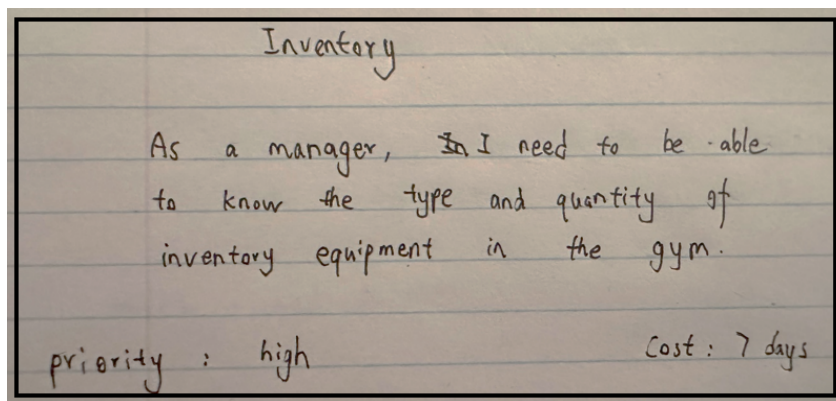 Inventory
As a manager, I need to be able
to know the type and quantity of
inventory equipment in the gym.
priority : high Cost : 7 days